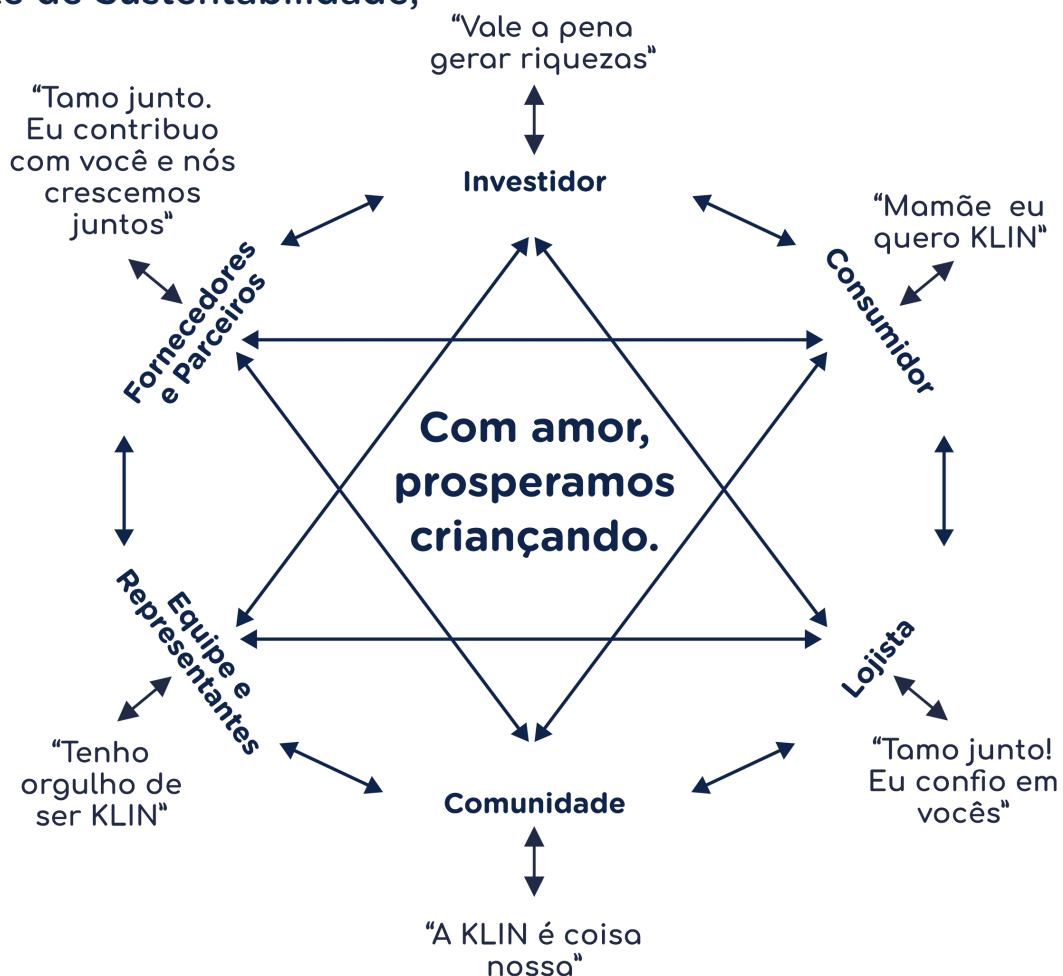 de Sustentabilidade,
“Vale a pena
gerar riquezas”
“Tamo junto.
Eu contribuo
com você e nós
crescemos
juntos”
Investidor
“Mamãe eu
quero KLIN”
Fornecedores
e Parceiros
Consumidor
Com amor,
prosperamos
criançando.
Equipe e
Representantes
Lojista
“Tenho
orgulho de
ser KLIN”
“Tamo junto!
Eu confio em
vocês”
Comunidade
“A KLIN é coisa
nossa”